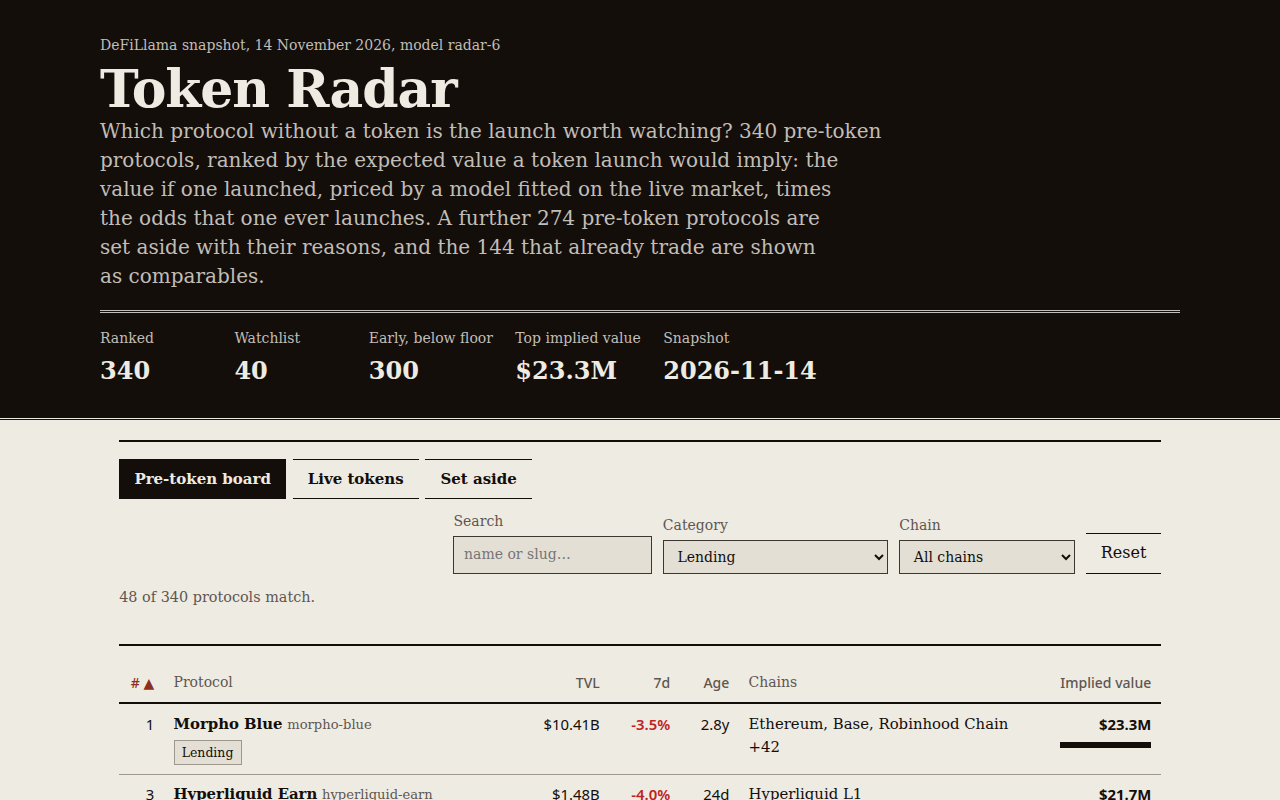 DeFiLlama snapshot, 14 November 2026, model radar-6
Token Radar
Which protocol without a token is the launch worth watching? 340 pre-token
protocols, ranked by the expected value a token launch would imply: the
value if one launched, priced by a model fitted on the live market, times
the odds that one ever launches. A further 274 pre-token protocols are
set aside with their reasons, and the 144 that already trade are shown
as comparables.
Ranked Watchlist Early, below floor Top implied value Snapshot
340 40 300 $23.3M 2026-11-14
Pre-token board Live tokens Set aside
Search Category Chain
name or slug... Lending All chains Reset
48 of 340 protocols match.
# ▲ Protocol TVL 7d Age Chains Implied value
1 Morpho Blue morpho-blue $10.41B -3.5% 2.8y Ethereum, Base, Robinhood Chain $23.3M
Lending +42
3 Hyperliquid Earn hyperliquid-earn $1.48B -4.0% 24d Hyperliquid L1 $21.7M